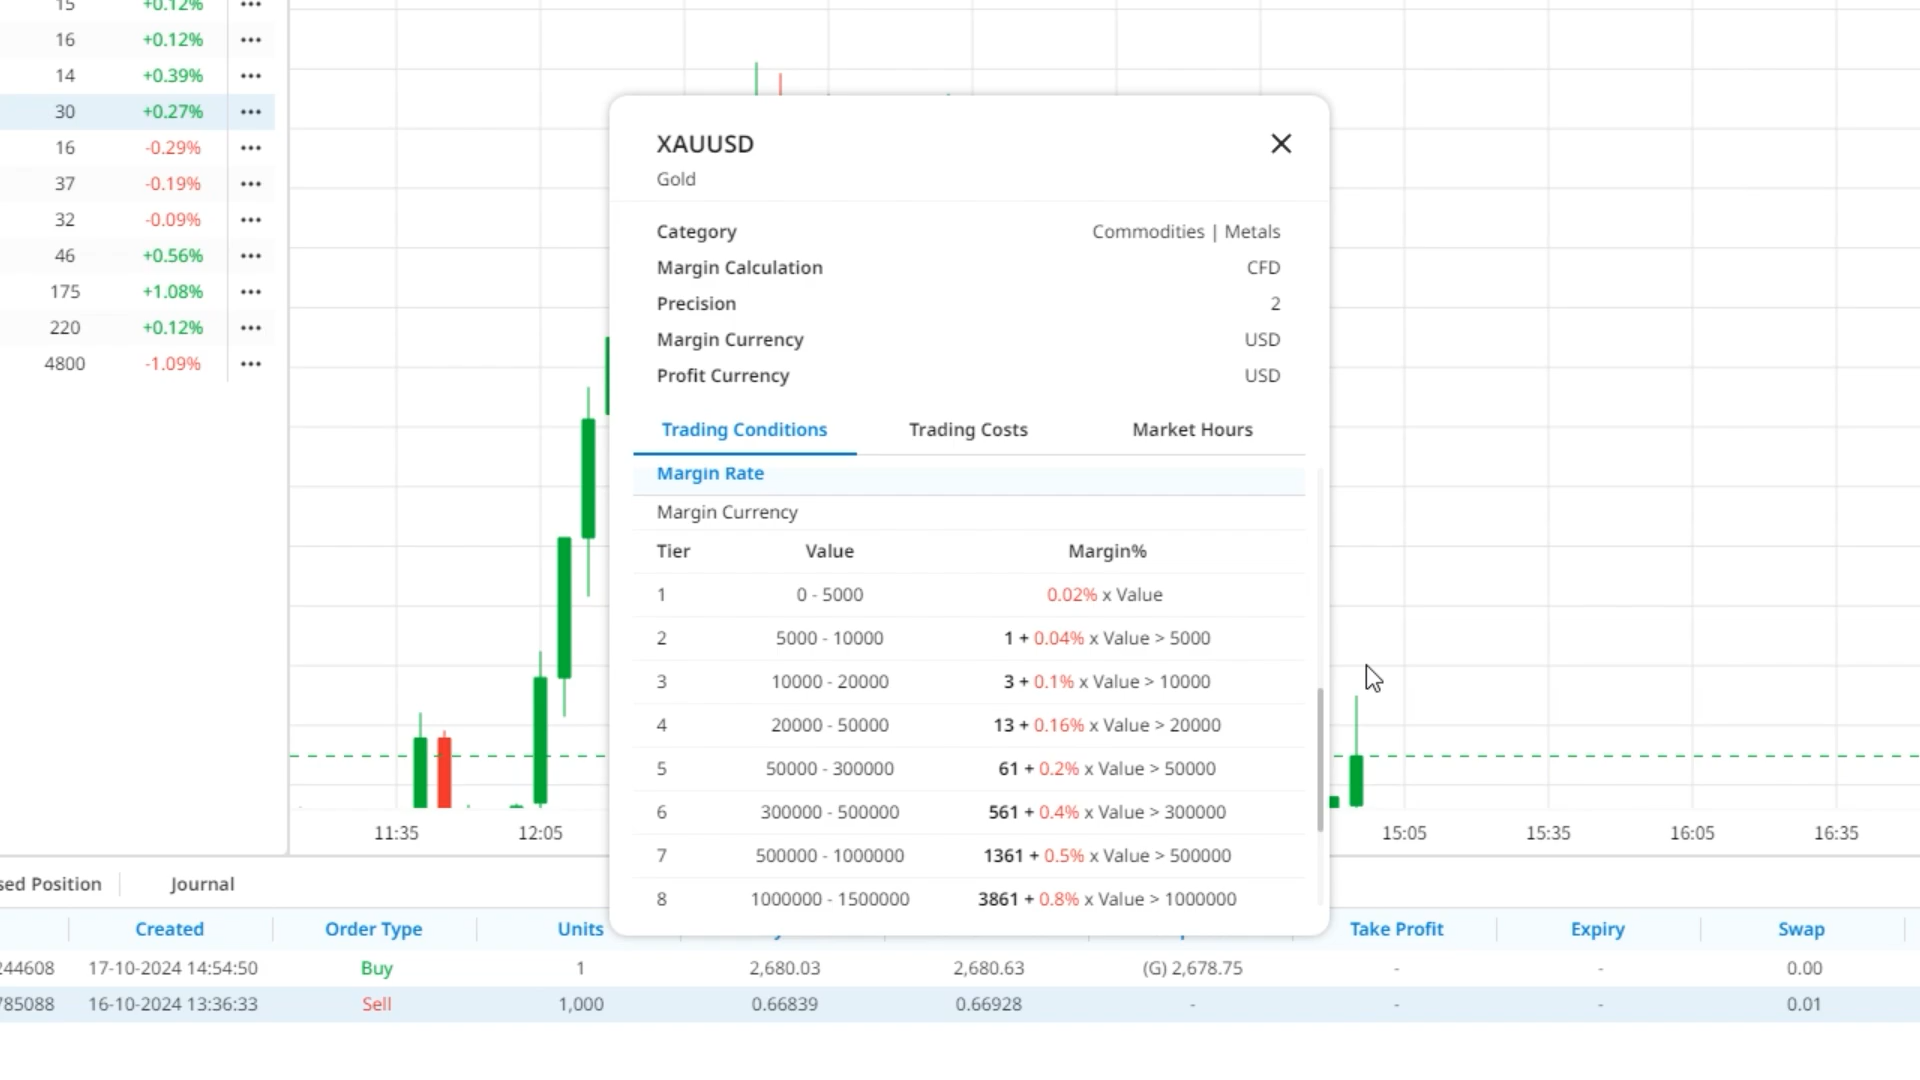 15 +0.12% •••
16 +0.12% •••
14 +0.39% •••
30 +0.27% •••
16 -0.29% •••
37 -0.19% •••
32 -0.09% •••
46 +0.56% •••
175 +1.08% •••
220 +0.12% •••
4800 -1.09% •••
XAUUSD
Gold
Category Commodities | Metals
Margin Calculation CFD
Precision 2
Margin Currency USD
Profit Currency USD
Trading Conditions Trading Costs Market Hours
Margin Rate
Margin Currency
Tier Value Margin%
1 0 - 5000 0.02% x Value
2 5000 - 10000 1 + 0.04% x Value > 5000
3 10000 - 20000 3 + 0.1% x Value > 10000
4 20000 - 50000 13 + 0.16% x Value > 20000
5 50000 - 300000 61 + 0.2% x Value > 50000
6 300000 - 500000 561 + 0.4% x Value > 300000
7 500000 - 1000000 1361 + 0.5% x Value > 500000
8 1000000 - 1500000 3861 + 0.8% x Value > 1000000
11:35 12:05 15:05 15:35 16:05 16:35
sed Position Journal
Created Order Type Units Take Profit Expiry Swap
244608 17-10-2024 14:54:50 Buy 1 2,680.03 2,680.63 (G) 2,678.75 - - 0.00
785088 16-10-2024 13:36:33 Sell 1,000 0.66839 0.66928 - - - 0.01